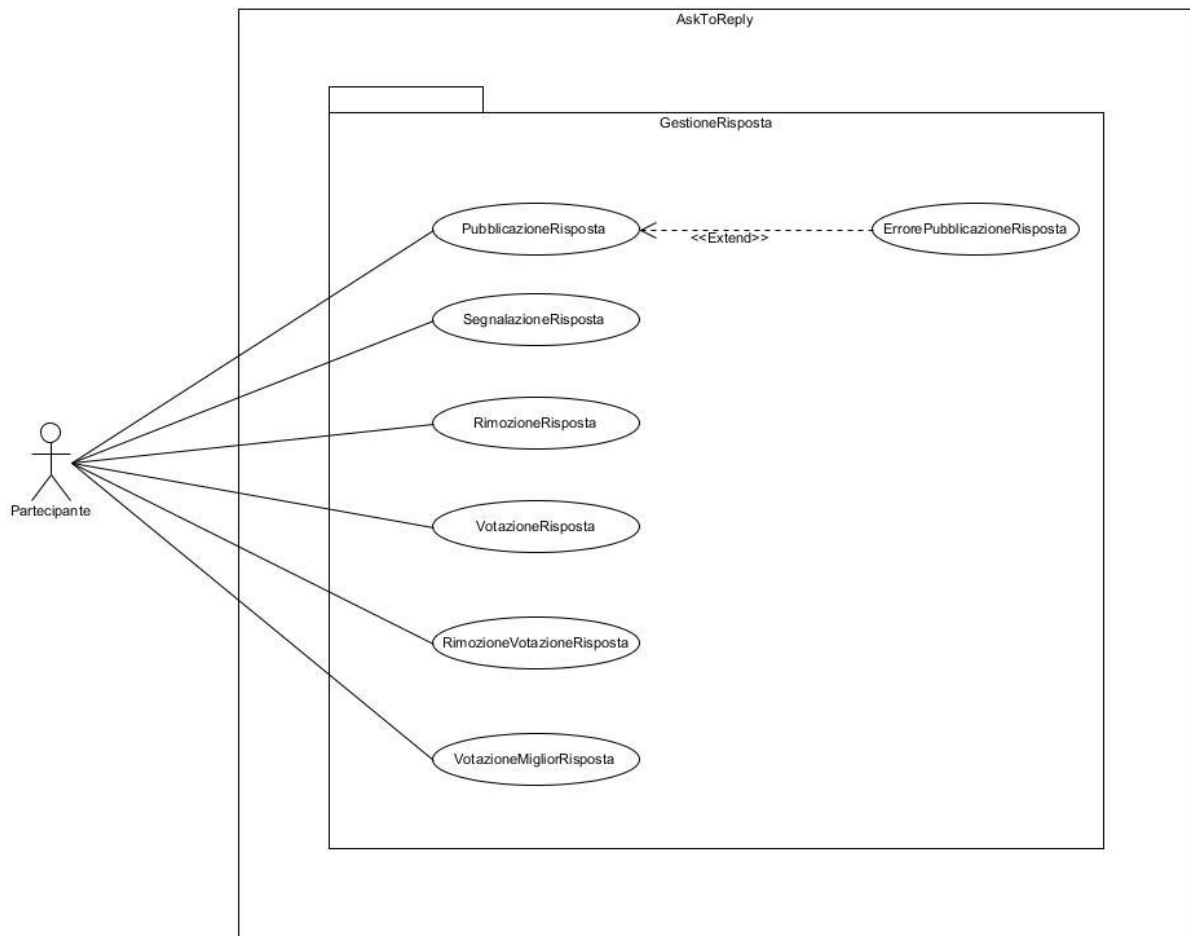 AskToReply
GestioneRisposta
PubblicazioneRisposta
<<Extend>>
ErrorePubblicazioneRisposta
SegnalazioneRisposta
RimozioneRisposta
Partecipante
VotazioneRisposta
RimozioneVotazioneRisposta
VotazioneMigliorRisposta